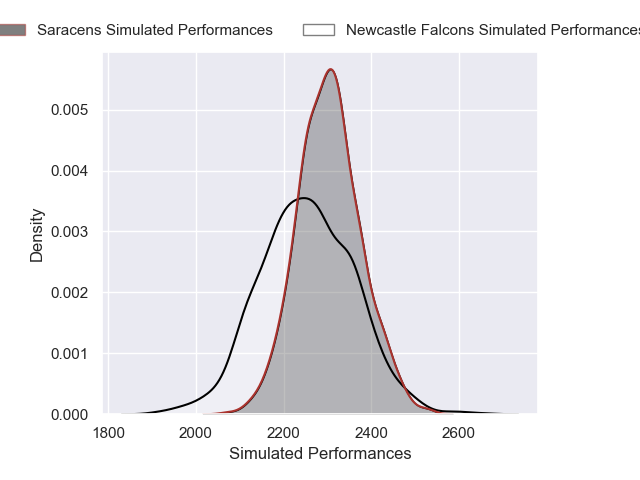 Saracens Simulated Performances Newcastle Falcons Simulated Performances
0.005
0.004
0.003
0.002
0.001
0.000
Density
1800 2000 2200 2400 2600
Simulated Performances